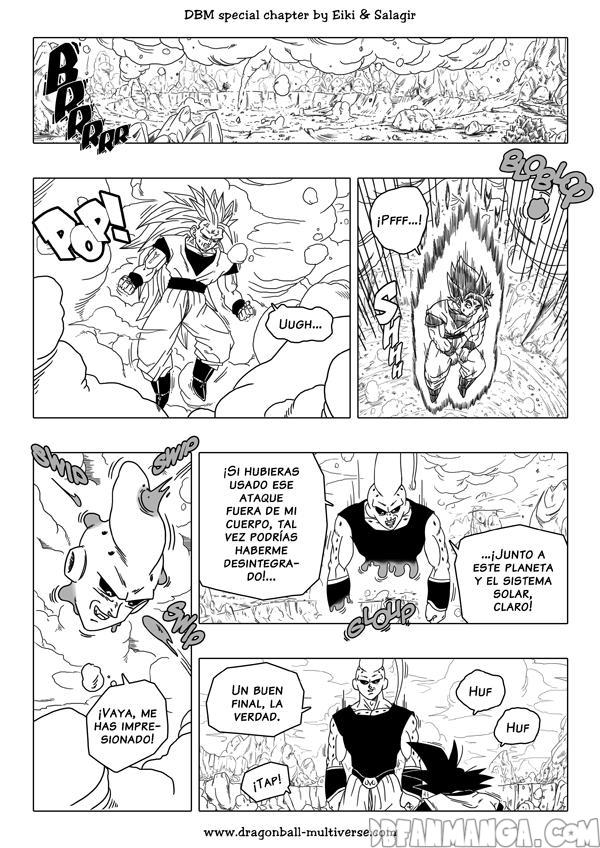 DBM special chapter by Eiki & Salagir
BRRRRRR
BLOBLOP
POP!
¡Pfff...!
Uugh...
SHHH
SWIP
SWIP
SWIP
¡Si hubieras
usado ese
ataque
fuera de mi
cuerpo, tal
vez podrías
haberme
desintegra-
do!...
...¡Junto a
este planeta
y el sistema
solar,
claro!
GLOUP
¡Vaya, me
has impre-
sionado!
Un buen
final, la
verdad.
¡Tap!
Huf
Huf
www.dragonball-multiverse.com
DBFANMANGA.COM